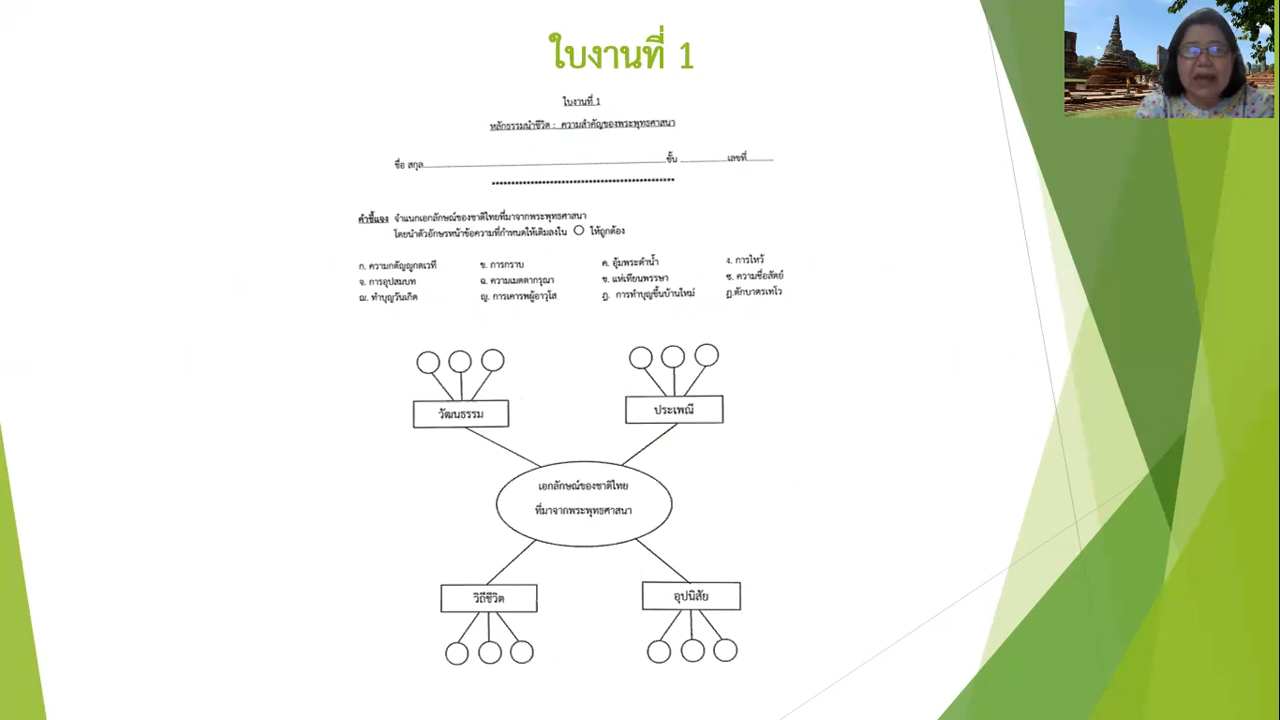 ใบงานที่ 1
ใบงานที่ 1
หลักธรรมนำชีวิต : ความสำคัญของพระพุทธศาสนา
ชื่อ สกุล.......................................................................ชั้น ..............เลขที่........
**********************************************
คำชี้แจง จำแนกเอกลักษณ์ของชาติไทยที่มาจากพระพุทธศาสนา
โดยนำตัวอักษรหน้าข้อความที่กำหนดให้เติมลงใน ให้ถูกต้อง
ก. ความกตัญญูกตเวที ข. การกราบ ค. อุ้มพระดำน้ำ ง. การไหว้
จ. การอุปสมบท ฉ. ความเมตตากรุณา ช. แห่เทียนพรรษา ซ. ความซื่อสัตย์
ฌ. ทำบุญวันเกิด ญ. การเคารพผู้อาวุโส ฎ. การทำบุญขึ้นบ้านใหม่ ฏ.ตักบาตรเทโว
วัฒนธรรม ประเพณี
เอกลักษณ์ของชาติไทย
ที่มาจากพระพุทธศาสนา
วิถีชีวิต อุปนิสัย